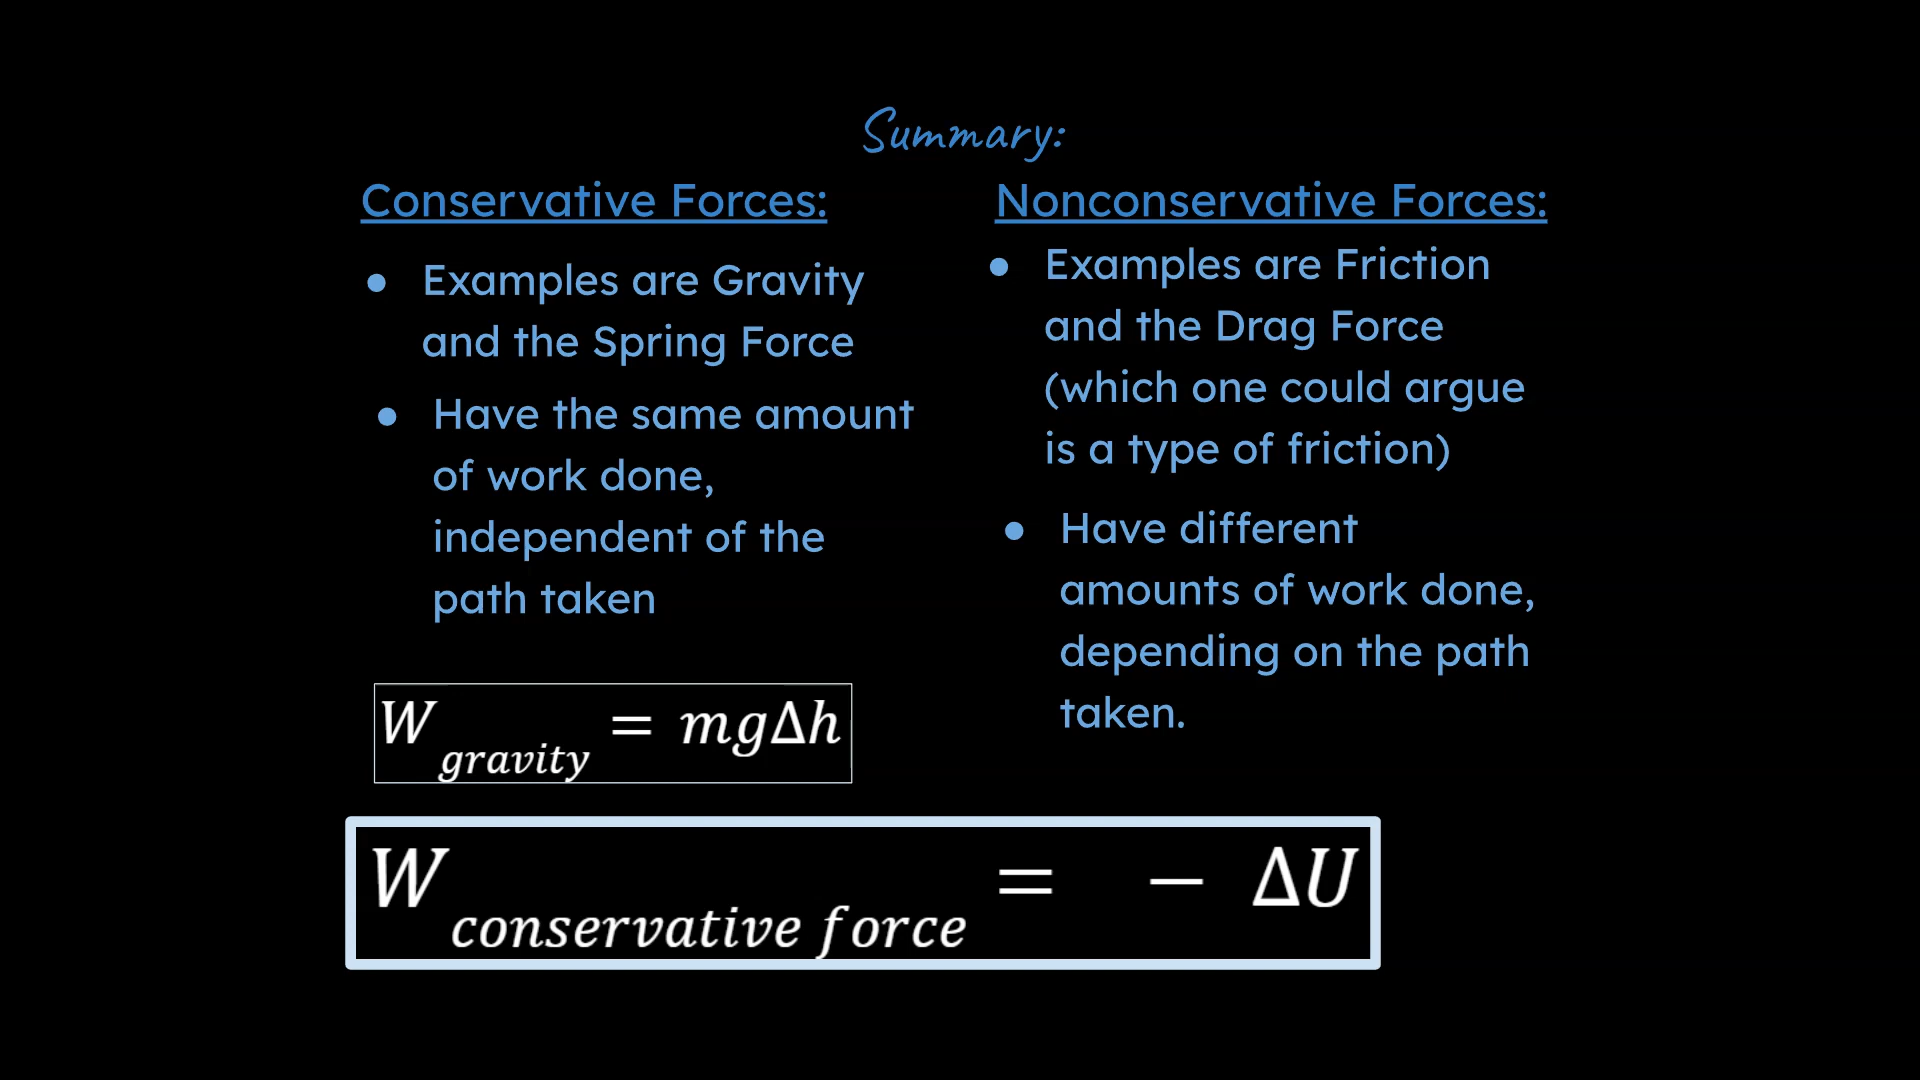 Summary:
Conservative Forces:
● Examples are Gravity
and the Spring Force
● Have the same amount
of work done,
independent of the
path taken
W gravity = mgΔh
Nonconservative Forces:
● Examples are Friction
and the Drag Force
(which one could argue
is a type of friction)
● Have different
amounts of work done,
depending on the path
taken.
W conservative force = − ΔU